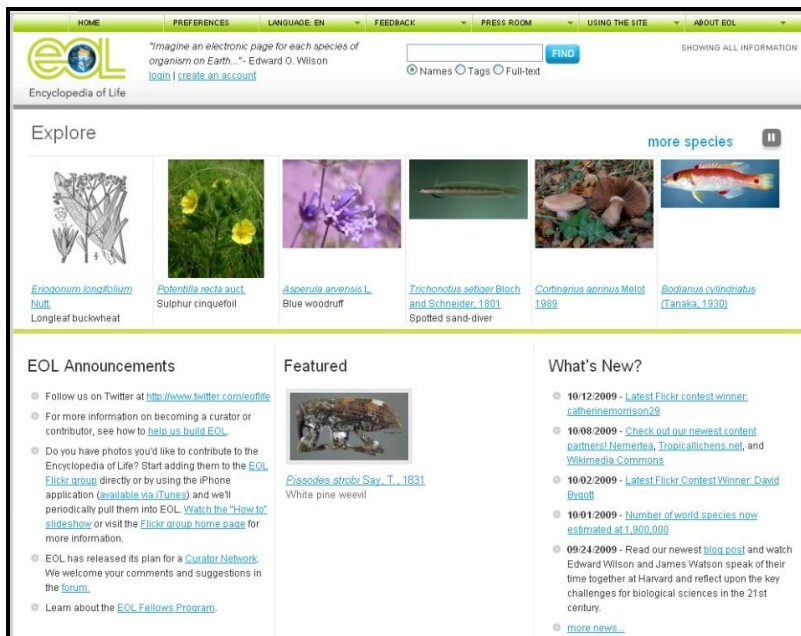 HOME PREFERENCES LANGUAGE: EN FEEDBACK PRESS ROOM USING THE SITE ABOUT EOL
eol
Encyclopedia of Life
"Imagine an electronic page for each species of
organism on Earth..."- Edward O. Wilson
login | create an account
FIND
Names Tags Full-text
SHOWING ALL INFORMATION
Explore
more species
Eriogonum longifolium
Nutt.
Longleaf buckwheat
Potentilla recta auct.
Sulphur cinquefoil
Asperula arvensis L.
Blue woodruff
Trichonotus setiger Bloch
and Schneider, 1801
Spotted sand-diver
Cortinarius aprinus Melot
1989
Bodianus cylindriatus
(Tanaka, 1930)
EOL Announcements
Follow us on Twitter at http://www.twitter.com/eoflife
For more information on becoming a curator or
contributor, see how to help us build EOL.
Do you have photos you'd like to contribute to the
Encyclopedia of Life? Start adding them to the EOL
Flickr group directly or by using the iPhone
application (available via iTunes) and we'll
periodically pull them into EOL. Watch the "How to"
slideshow or visit the Flickr group home page for
more information.
EOL has released its plan for a Curator Network.
We welcome your comments and suggestions in
the forum.
Learn about the EOL Fellows Program.
Featured
Pissodes strobi Say, T., 1831
White pine weevil
What's New?
10/12/2009 - Latest Flickr contest winner:
catherinemorrison29
10/08/2009 - Check out our newest content
partners! Nemertea, Tropicallichens.net, and
Wikimedia Commons
10/02/2009 - Latest Flickr Contest Winner: David
Bygott
10/01/2009 - Number of world species now
estimated at 1,900,000
09/24/2009 - Read our newest blog post and watch
Edward Wilson and James Watson speak of their
time together at Harvard and reflect upon the key
challenges for biological sciences in the 21st
century.
more news...